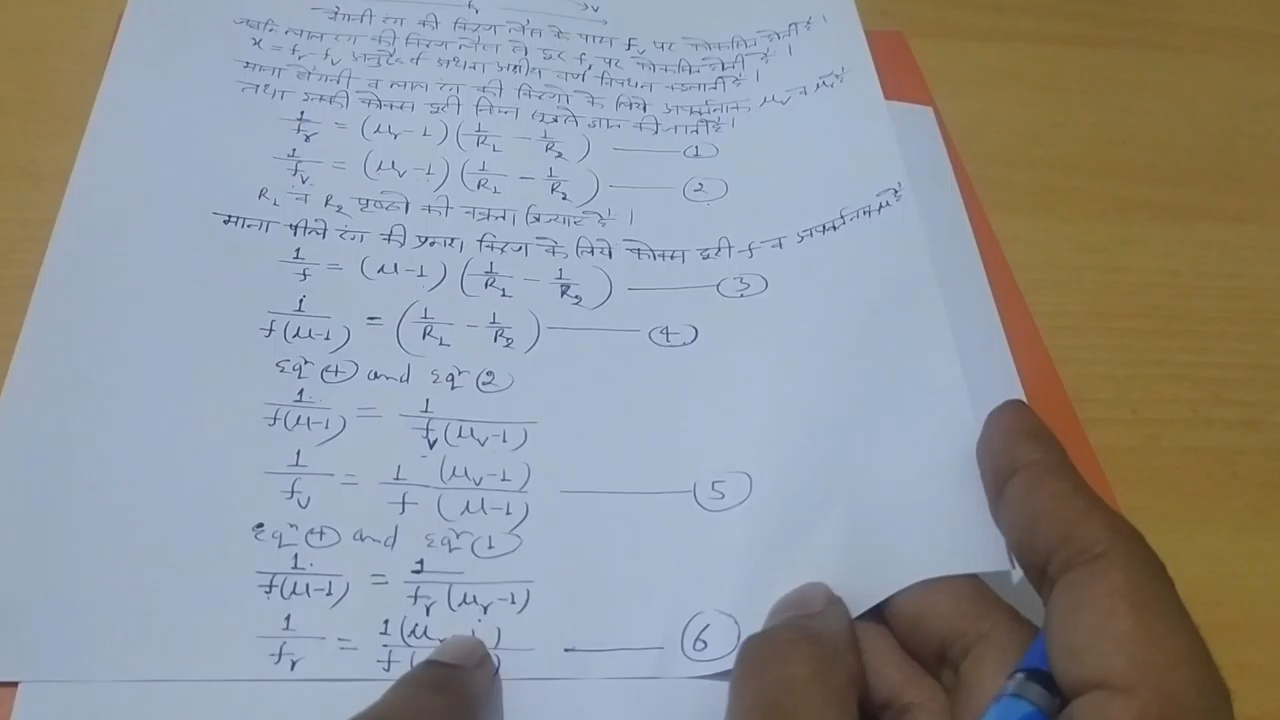 v
बैंगनी रंग की किरण लैंस के पास fv पर फोकसित होती है।
जबकि लाल रंग की किरण लैंस से दूर fr पर फोकसित होती है।
x = fr - fv अनुदैर्ध्य अथवा अक्षीय वर्ण विपथन कहलाती है।
माना बैंगनी व लाल रंग की किरणों के लिये अपवर्तनांक μv व μr है
तथा इनकी फोकस दूरी निम्न सूत्र से ज्ञात की जाती है।
1/fr = (μr-1) (1/R1 - 1/R2) —— (1)
1/fv = (μv-1) (1/R1 - 1/R2) —— (2)
R1 व R2 पृष्ठों की वक्रता त्रिज्याएं है।
माना पीले रंग की प्रकाश किरण के लिये फोकस दूरी f व अपवर्तनांक μ है
1/f = (μ-1) (1/R1 - 1/R2) —— (3)
1/f(μ-1) = (1/R1 - 1/R2) —— (4)
Eqn (4) and Eqn (2)
1/f(μ-1) = 1/fv(μv-1)
1/fv = 1 (μv-1)/f (μ-1) —— (5)
Eqn (4) and Eqn (1)
1/f(μ-1) = 1/fr(μr-1)
1/fr = 1(μ )/f( ) —— (6)